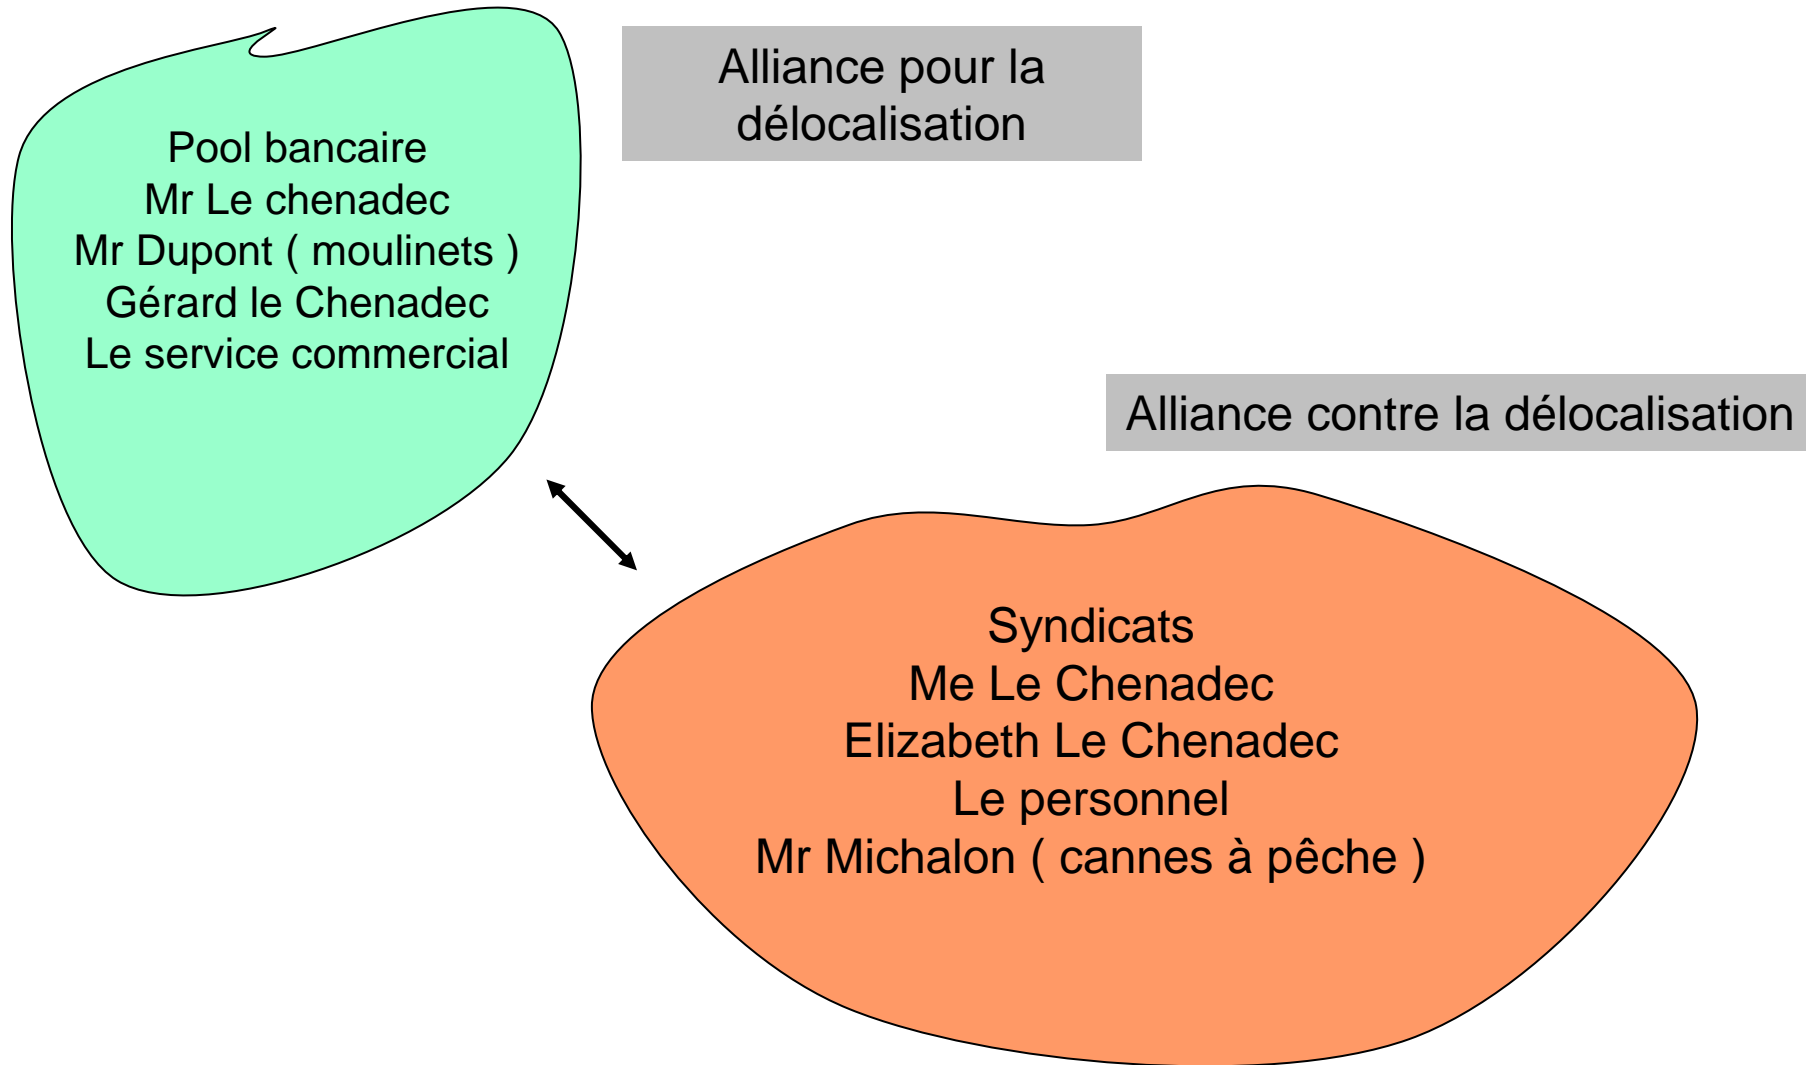 Alliance pour la
délocalisation
Pool bancaire
Mr Le chenadec
Mr Dupont ( moulinets )
Gérard le Chenadec
Le service commercial
Alliance contre la délocalisation
Syndicats
Me Le Chenadec
Elizabeth Le Chenadec
Le personnel
Mr Michalon ( cannes à pêche )